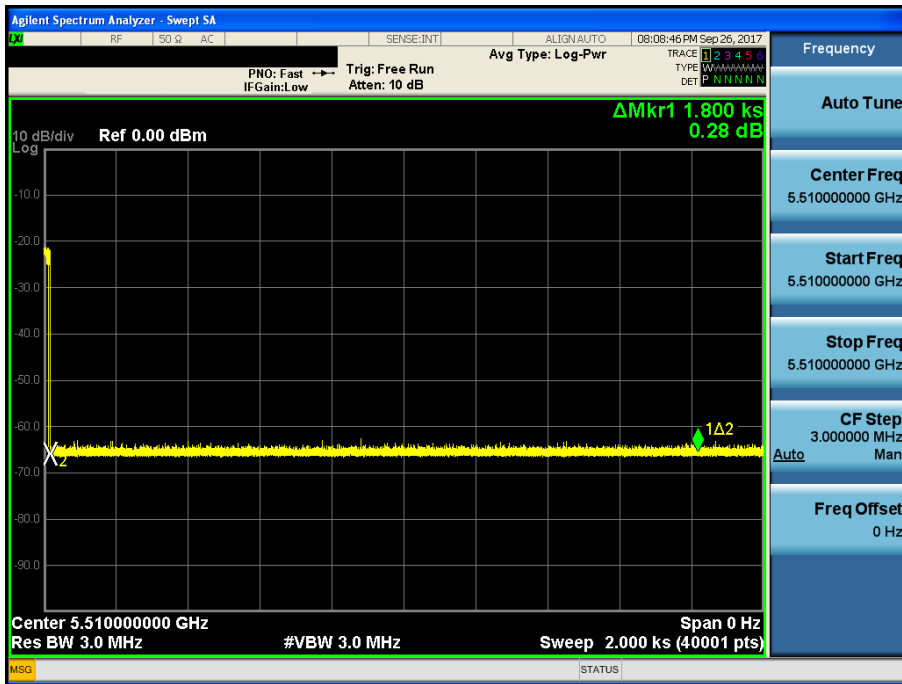 Agilent Spectrum Analyzer - Swept SA
LXI RF 50 Ω AC SENSE:INT ALIGN AUTO 08:08:46 PM Sep 26, 2017
Frequency
Avg Type: Log-Pwr
TRACE 1 2 3 4 5 6
PNO: Fast Trig: Free Run
TYPE WWWWWW
IFGain:Low Atten: 10 dB
DET P N N N N N
Auto Tune
ΔMkr1 1.800 ks
0.28 dB
10 dB/div Ref 0.00 dBm
Log
-10.0
-20.0
-30.0
-40.0
-50.0
-60.0
-70.0
-80.0
-90.0
1Δ2
2
Center Freq
5.510000000 GHz
Start Freq
5.510000000 GHz
Stop Freq
5.510000000 GHz
CF Step
3.000000 MHz
Auto Man
Freq Offset
0 Hz
Center 5.510000000 GHz Span 0 Hz
Res BW 3.0 MHz #VBW 3.0 MHz Sweep 2.000 ks (40001 pts)
MSG STATUS